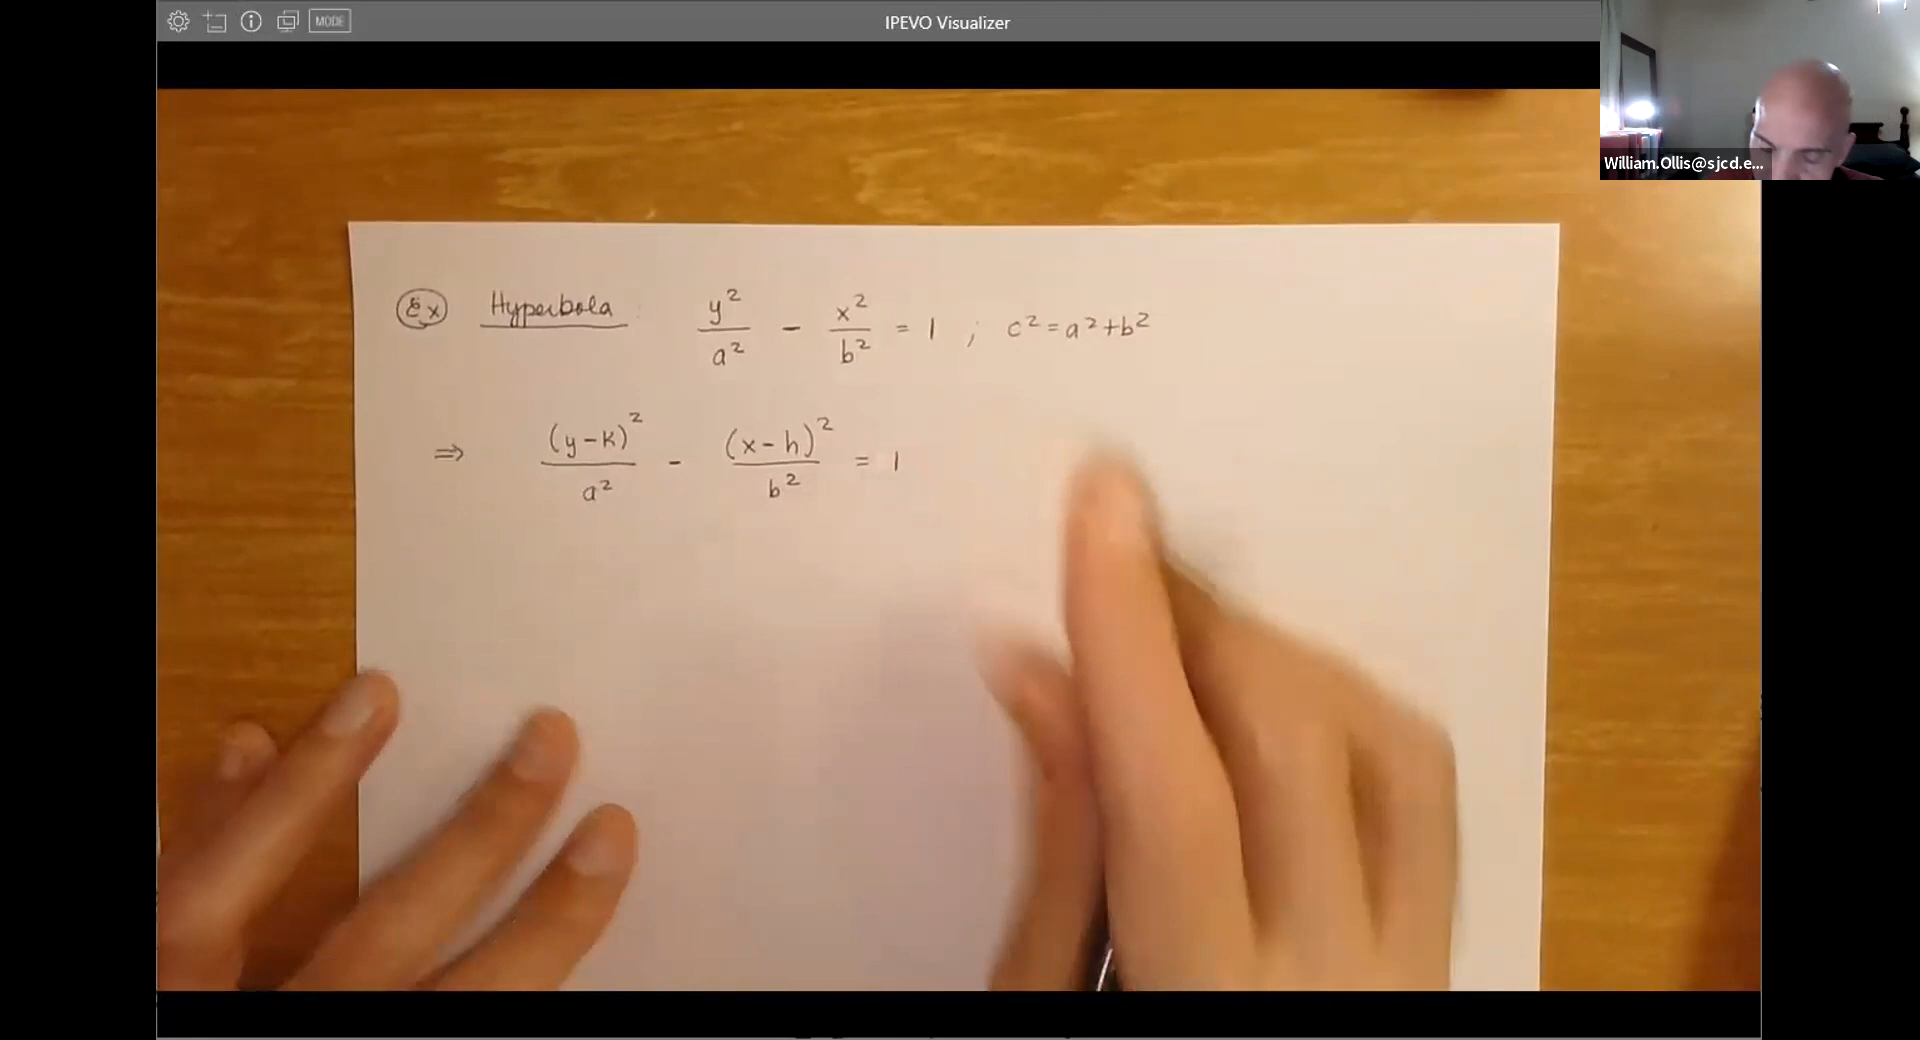 MODE
IPEVO Visualizer
William.Ollis@sjcd.e...
Ex Hyperbola : y²/a² - x²/b² = 1 ; c² = a² + b²
⇒ (y-k)²/a² - (x-h)²/b² = 1